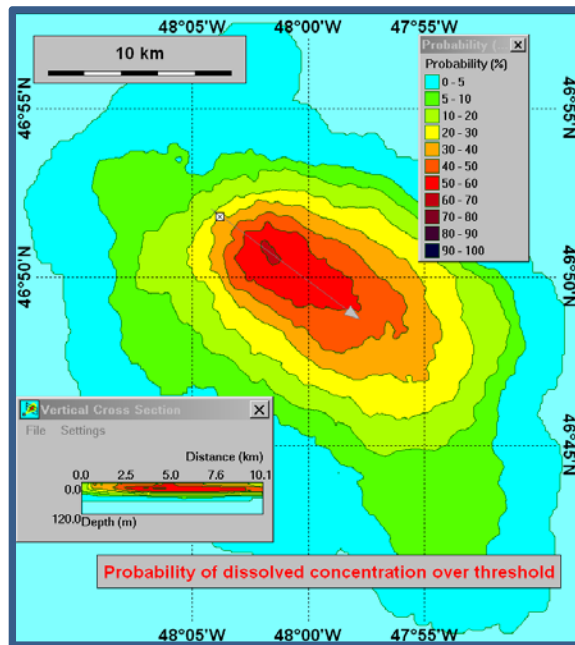 48°05'W 48°00'W 47°55'W
10 km
Probability (...
Probability (%)
0 - 5
5 - 10
10 - 20
20 - 30
30 - 40
40 - 50
50 - 60
60 - 70
70 - 80
80 - 90
90 - 100
46°55'N
46°55'N
46°50'N
46°50'N
46°45'N
Vertical Cross Section
File Settings
Distance (km)
0.0 2.5 5.0 7.6 10.1
0.0
120.0 Depth (m)
Probability of dissolved concentration over threshold
48°05'W 48°00'W 47°55'W